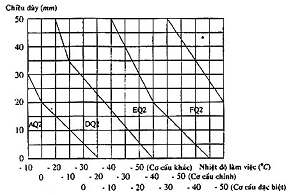 Chiều dày (mm)
50
40
30
20
10
0
AQ2
DQ2
EQ2
FQ2
- 10 - 20 - 30 - 40 - 50 (Cơ cấu khác) Nhiệt độ làm việc (°C)
0 - 10 - 20 - 30 - 40 - 50 (Cơ cấu chính)
0 - 10 - 20 - 30 - 40 - 50 (Cơ cấu đặc biệt)